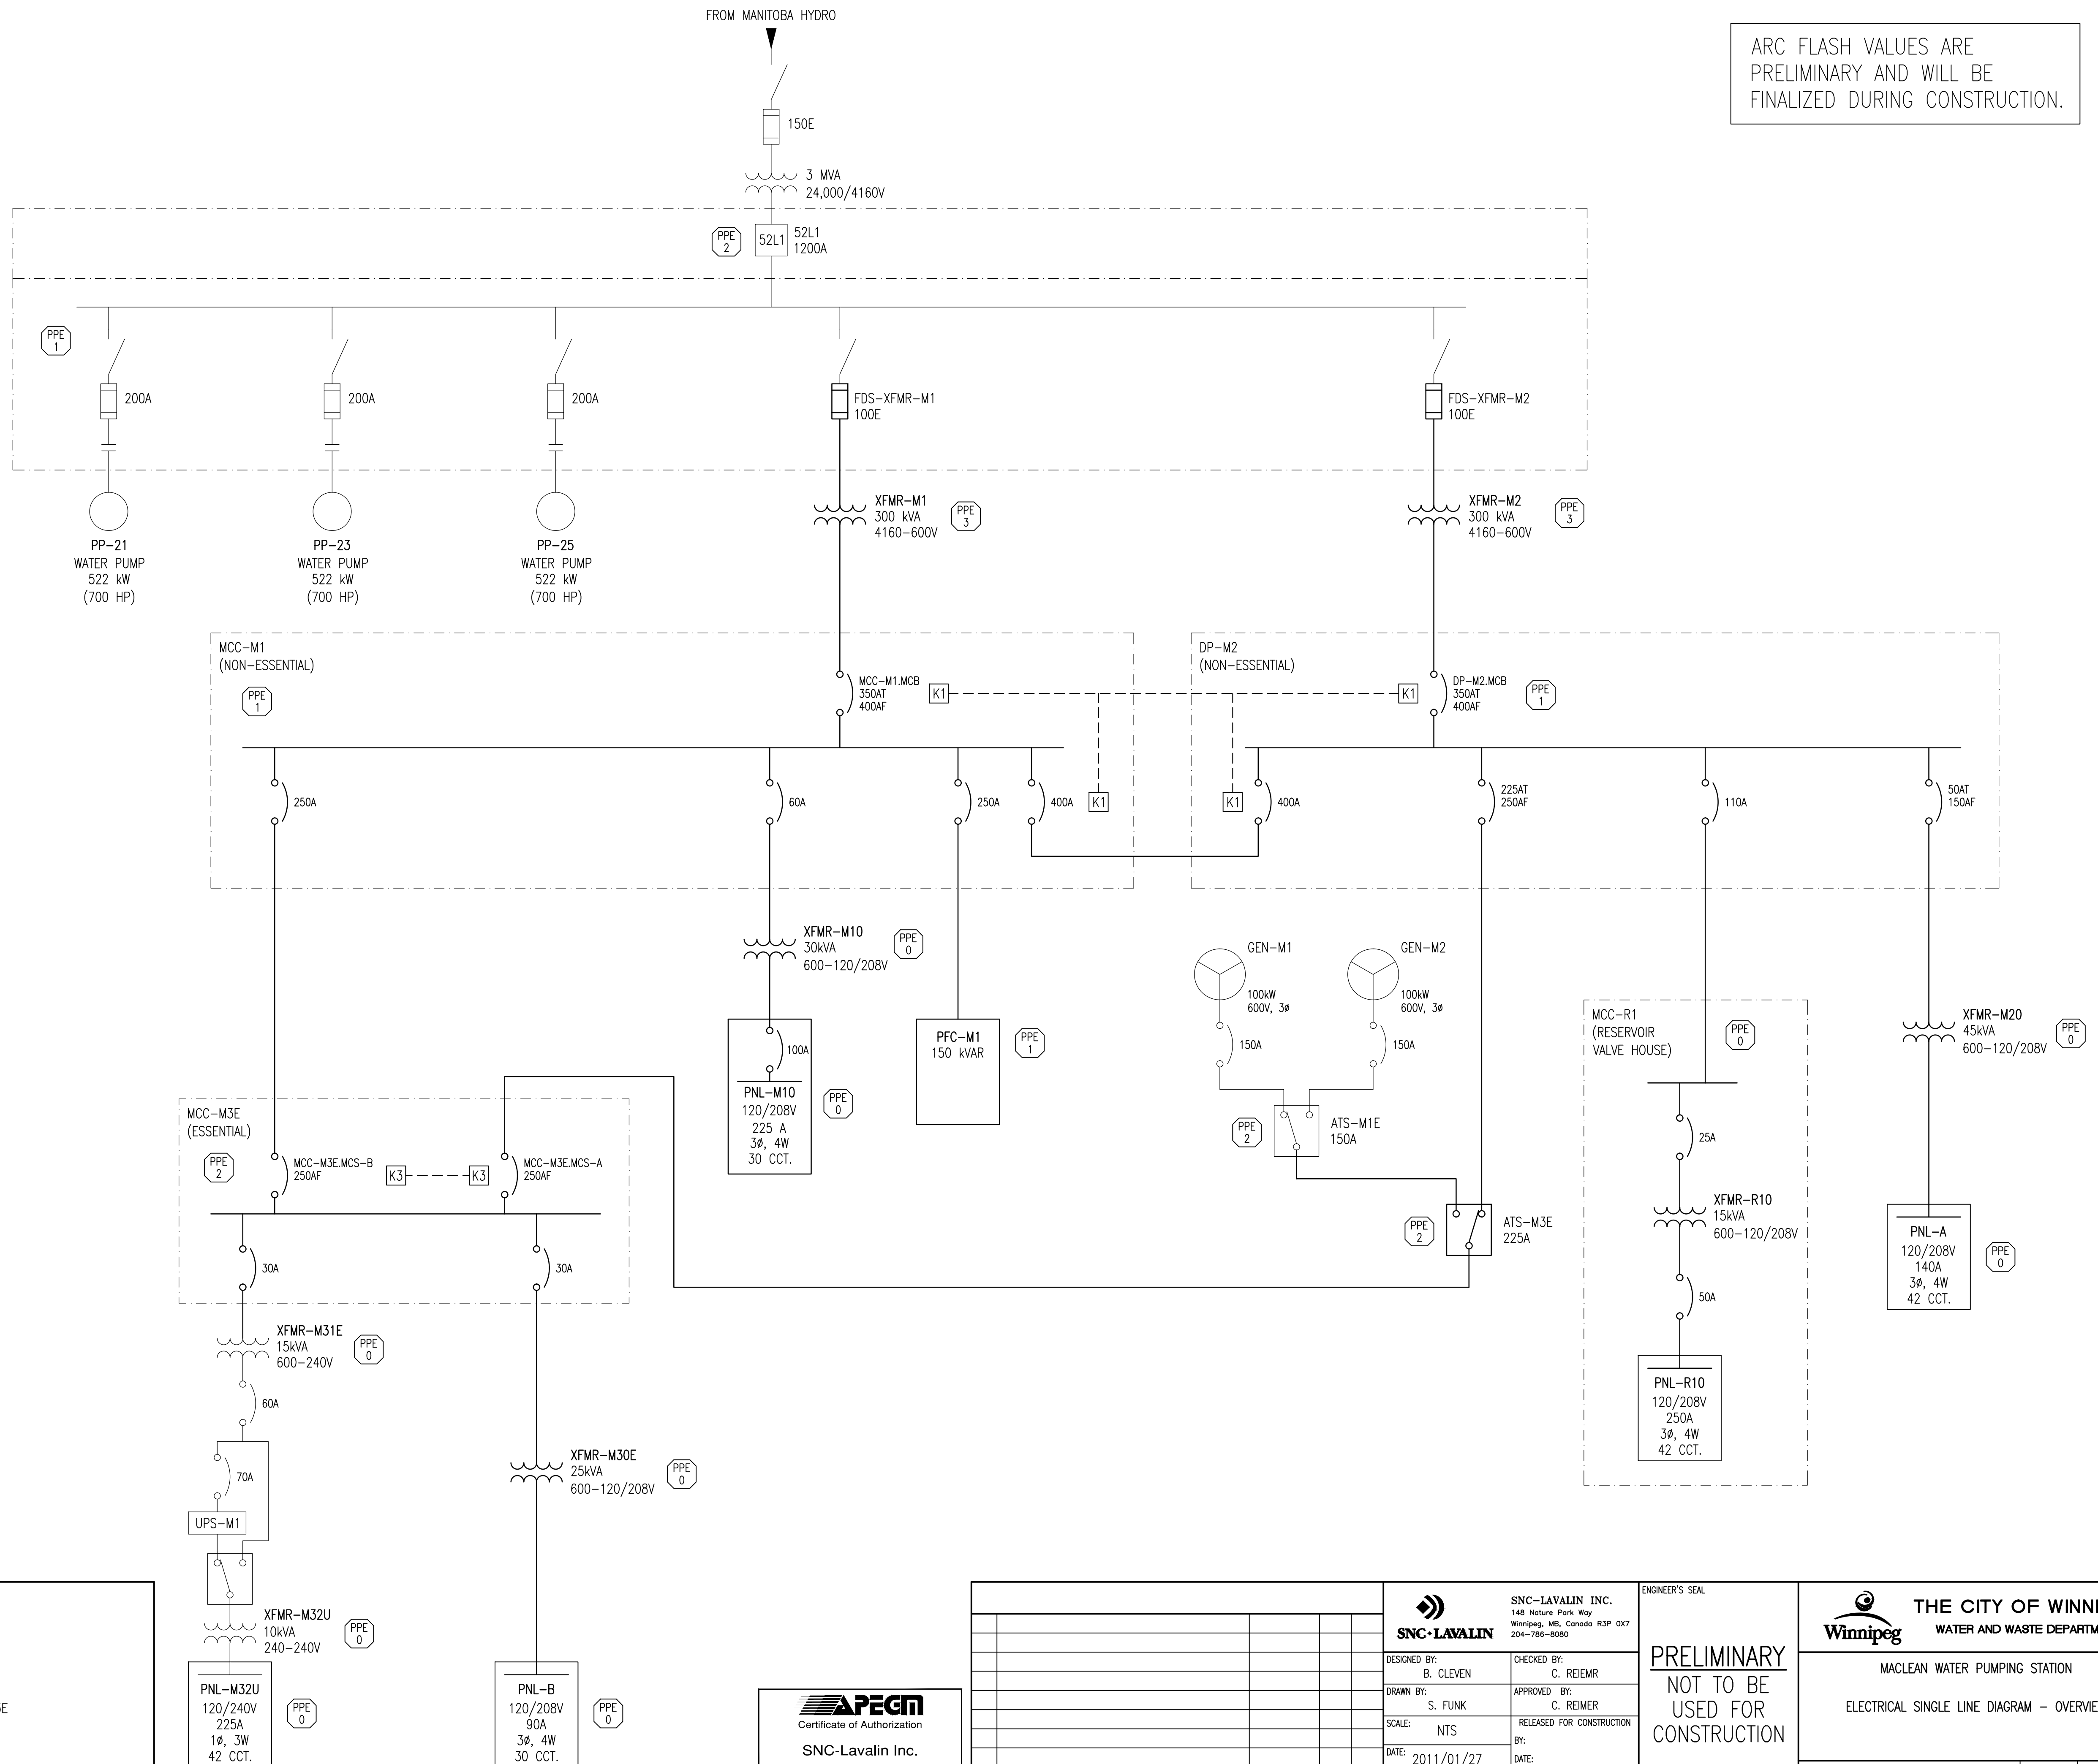 FROM MANITOBA HYDRO
ARC FLASH VALUES ARE
PRELIMINARY AND WILL BE
FINALIZED DURING CONSTRUCTION.
150E
3 MVA
24,000/4160V
PPE
2
52L1
52L1
1200A
PPE
1
200A
200A
200A
FDS-XFMR-M1
100E
FDS-XFMR-M2
100E
PP-21
WATER PUMP
522 kW
(700 HP)
PP-23
WATER PUMP
522 kW
(700 HP)
PP-25
WATER PUMP
522 kW
(700 HP)
XFMR-M1
300 kVA
4160-600V
PPE
3
XFMR-M2
300 kVA
4160-600V
PPE
3
MCC-M1
(NON-ESSENTIAL)
PPE
1
MCC-M1.MCB
350AT
400AF
K1
DP-M2
(NON-ESSENTIAL)
K1
DP-M2.MCB
350AT
400AF
PPE
1
250A
60A
250A
400A
K1
K1
400A
225AT
250AF
110A
50AT
150AF
XFMR-M10
30kVA
600-120/208V
PPE
0
100A
PNL-M10
120/208V
225 A
3ø, 4W
30 CCT.
PPE
0
PFC-M1
150 kVAR
PPE
1
GEN-M1
100kW
600V, 3ø
150A
GEN-M2
100kW
600V, 3ø
150A
PPE
2
ATS-M1E
150A
PPE
2
ATS-M3E
225A
MCC-R1
(RESERVOIR
VALVE HOUSE)
PPE
0
25A
XFMR-R10
15kVA
600-120/208V
50A
PNL-R10
120/208V
250A
3ø, 4W
42 CCT.
XFMR-M20
45kVA
600-120/208V
PPE
0
PNL-A
120/208V
140A
3ø, 4W
42 CCT.
PPE
0
MCC-M3E
(ESSENTIAL)
PPE
2
MCC-M3E.MCS-B
250AF
K3
K3
MCC-M3E.MCS-A
250AF
30A
30A
XFMR-M31E
15kVA
600-240V
PPE
0
60A
70A
UPS-M1
XFMR-M32U
10kVA
240-240V
PPE
0
PNL-M32U
120/240V
225A
1ø, 3W
42 CCT.
PPE
0
XFMR-M30E
25kVA
600-120/208V
PPE
0
PNL-B
120/208V
90A
3ø, 4W
30 CCT.
PPE
0
APEGM
Certificate of Authorization
SNC-Lavalin Inc.
SNC•LAVALIN
SNC-LAVALIN INC.
148 Nature Park Way
Winnipeg, MB, Canada R3P 0X7
204-786-8080
DESIGNED BY:
B. CLEVEN
CHECKED BY:
C. REIEMR
DRAWN BY:
S. FUNK
APPROVED BY:
C. REIMER
SCALE:
NTS
RELEASED FOR CONSTRUCTION
BY:
DATE:
2011/01/27
DATE:
ENGINEER'S SEAL
PRELIMINARY
NOT TO BE
USED FOR
CONSTRUCTION
Winnipeg
THE CITY OF WINNI
WATER AND WASTE DEPARTM
MACLEAN WATER PUMPING STATION
ELECTRICAL SINGLE LINE DIAGRAM - OVERVIE